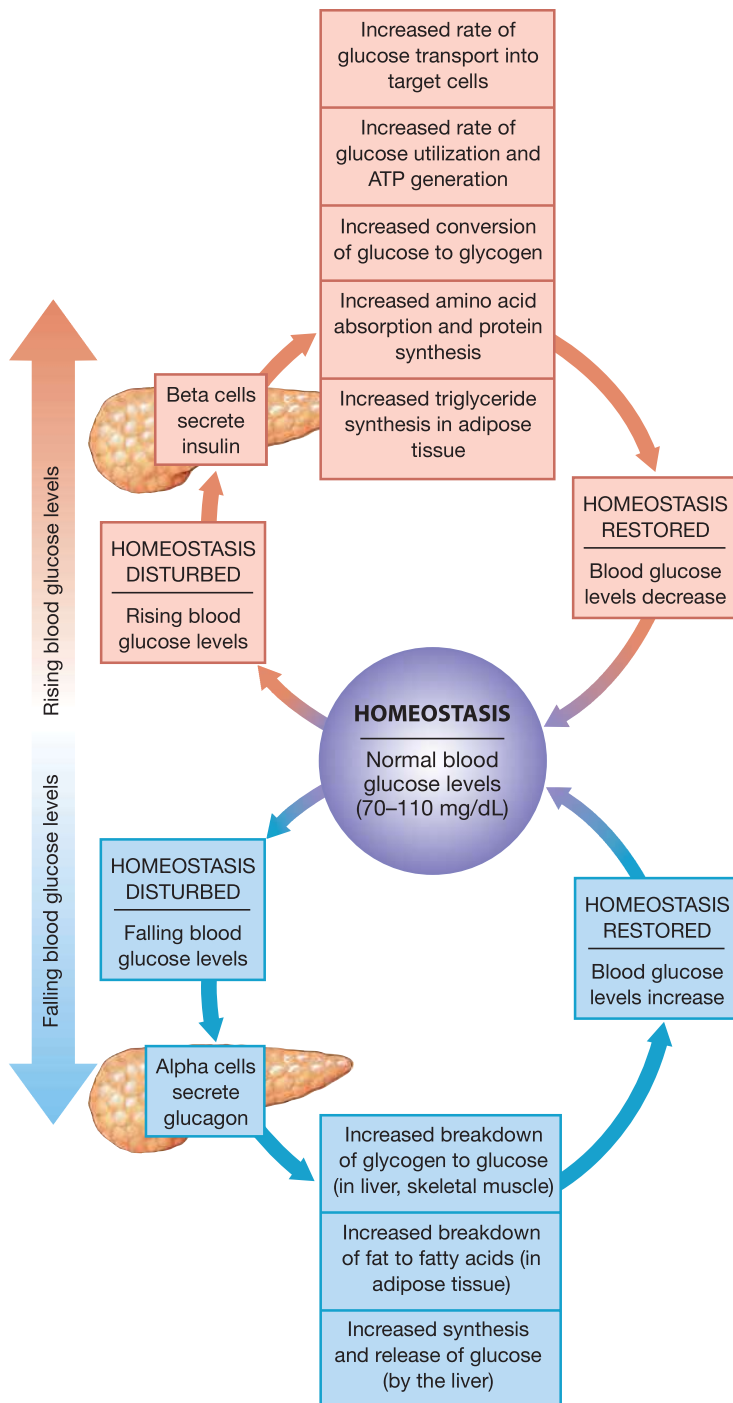 Increased rate of
glucose transport into
target cells
Increased rate of
glucose utilization and
ATP generation
Increased conversion
of glucose to glycogen
Increased amino acid
absorption and protein
synthesis
Increased triglyceride
synthesis in adipose
tissue
Beta cells
secrete
insulin
HOMEOSTASIS
DISTURBED
Rising blood
glucose levels
HOMEOSTASIS
RESTORED
Blood glucose
levels decrease
Rising blood glucose levels
HOMEOSTASIS
Normal blood
glucose levels
(70–110 mg/dL)
Falling blood glucose levels
HOMEOSTASIS
DISTURBED
Falling blood
glucose levels
HOMEOSTASIS
RESTORED
Blood glucose
levels increase
Alpha cells
secrete
glucagon
Increased breakdown
of glycogen to glucose
(in liver, skeletal muscle)
Increased breakdown
of fat to fatty acids (in
adipose tissue)
Increased synthesis
and release of glucose
(by the liver)